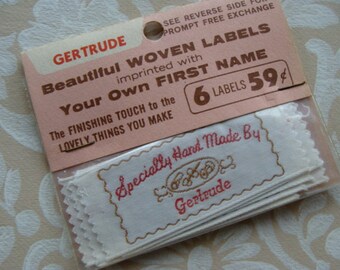 GERTRUDE
SEE REVERSE SIDE FOR
PROMPT FREE EXCHANGE
Beautiful WOVEN LABELS
imprinted with
Your Own FIRST NAME
The FINISHING TOUCH to the
LOVELY THINGS YOU MAKE
6 LABELS 59¢
Specially Hand Made By
Gertrude